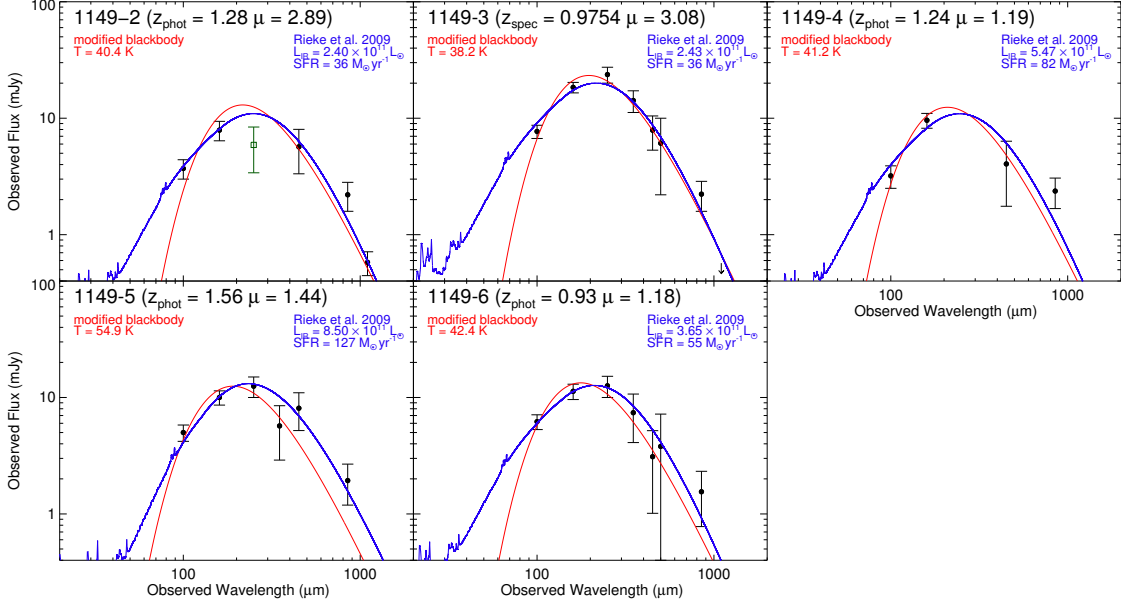 1149−2 (z_phot = 1.28 μ = 2.89)
modified blackbody
T = 40.4 K
Rieke et al. 2009
L_IR = 2.40 × 10^11 L_⊙
SFR = 36 M_⊙ yr^-1
1149−3 (z_spec = 0.9754 μ = 3.08)
modified blackbody
T = 38.2 K
Rieke et al. 2009
L_IR = 2.43 × 10^11 L_⊙
SFR = 36 M_⊙ yr^-1
1149−4 (z_phot = 1.24 μ = 1.19)
modified blackbody
T = 41.2 K
Rieke et al. 2009
L_IR = 5.47 × 10^11 L_⊙
SFR = 82 M_⊙ yr^-1
100
10
1
Observed Flux (mJy)
100 1000
Observed Wavelength (μm)
1149−5 (z_phot = 1.56 μ = 1.44)
modified blackbody
T = 54.9 K
Rieke et al. 2009
L_IR = 8.50 × 10^11 L_⊙
SFR = 127 M_⊙ yr^-1
1149−6 (z_phot = 0.93 μ = 1.18)
modified blackbody
T = 42.4 K
Rieke et al. 2009
L_IR = 3.65 × 10^11 L_⊙
SFR = 55 M_⊙ yr^-1
100
10
1
Observed Flux (mJy)
100 1000
Observed Wavelength (μm)
100 1000
Observed Wavelength (μm)